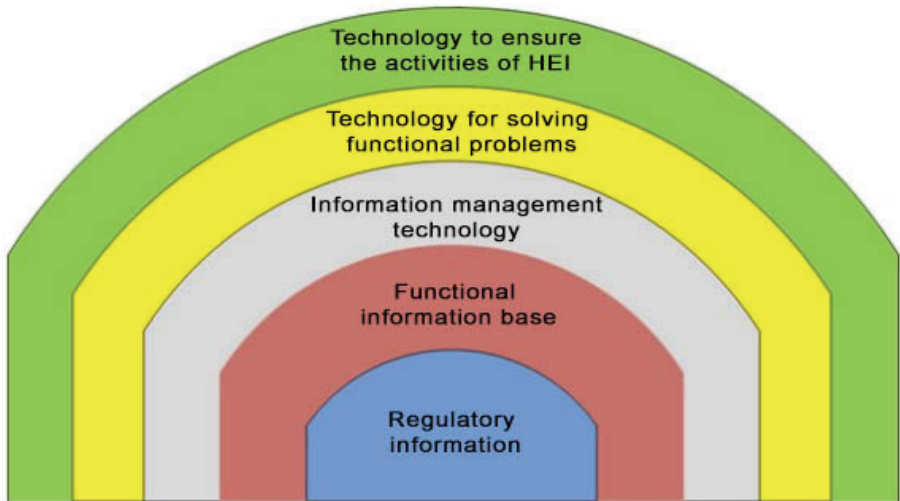 Technology to ensure
the activities of HEI
Technology for solving
functional problems
Information management
technology
Functional
information base
Regulatory
information